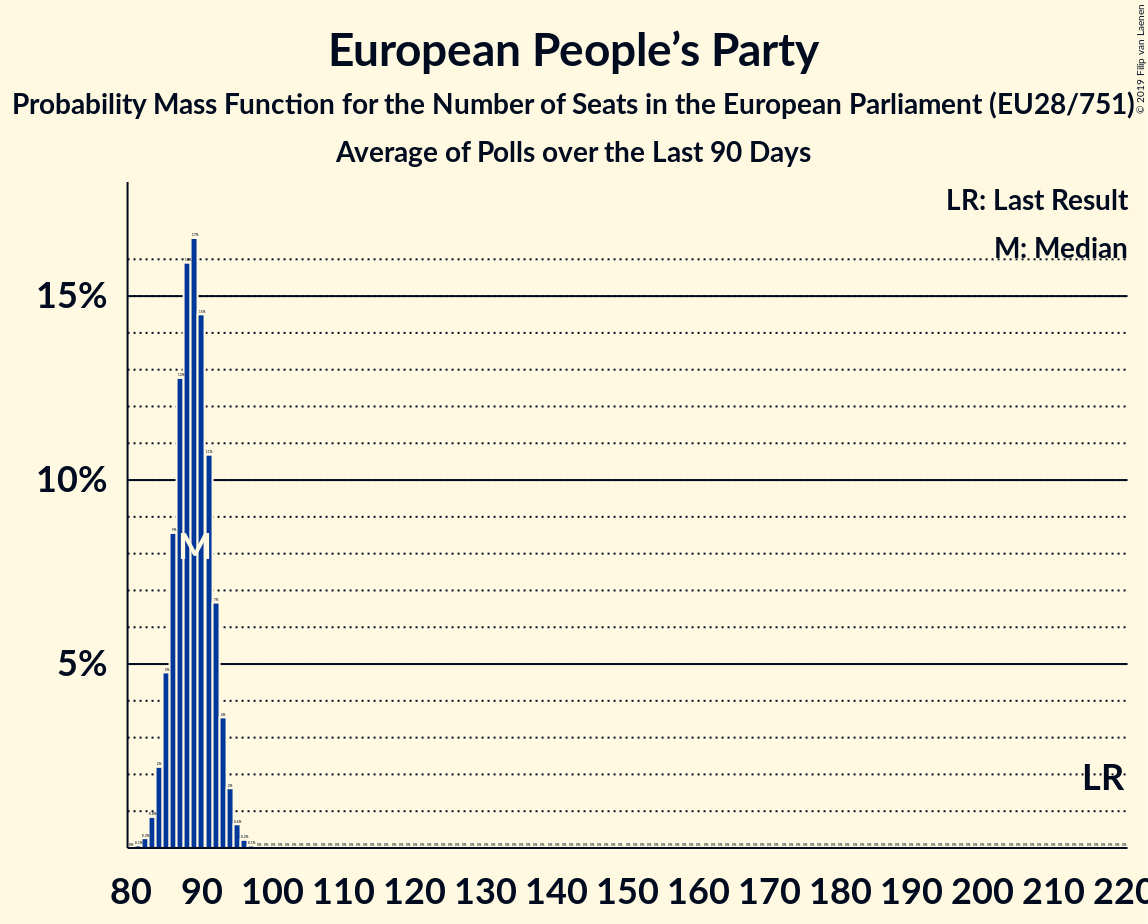 European People’s Party
Probability Mass Function for the Number of Seats in the European Parliament (EU28/751)
Average of Polls over the Last 90 Days
© 2019 Filip van Laenen
LR: Last Result
M: Median
15%
10%
5%
M
LR
80 90 100 110 120 130 140 150 160 170 180 190 200 210 220